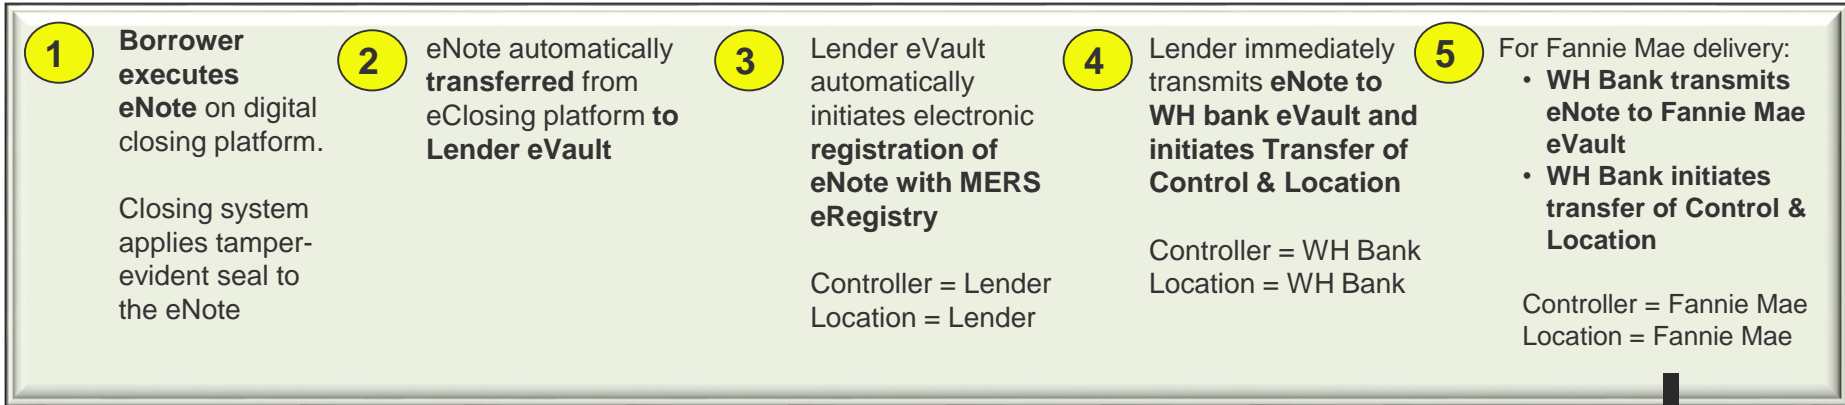 1
Borrower
executes
eNote on digital
closing platform.
Closing system
applies tamper-
evident seal to
the eNote
2
eNote automatically
transferred from
eClosing platform to
Lender eVault
3
Lender eVault
automatically
initiates electronic
registration of
eNote with MERS
eRegistry
Controller = Lender
Location = Lender
4
Lender immediately
transmits eNote to
WH bank eVault and
initiates Transfer of
Control & Location
Controller = WH Bank
Location = WH Bank
5
For Fannie Mae delivery:
• WH Bank transmits
eNote to Fannie Mae
eVault
• WH Bank initiates
transfer of Control &
Location
Controller = Fannie Mae
Location = Fannie Mae